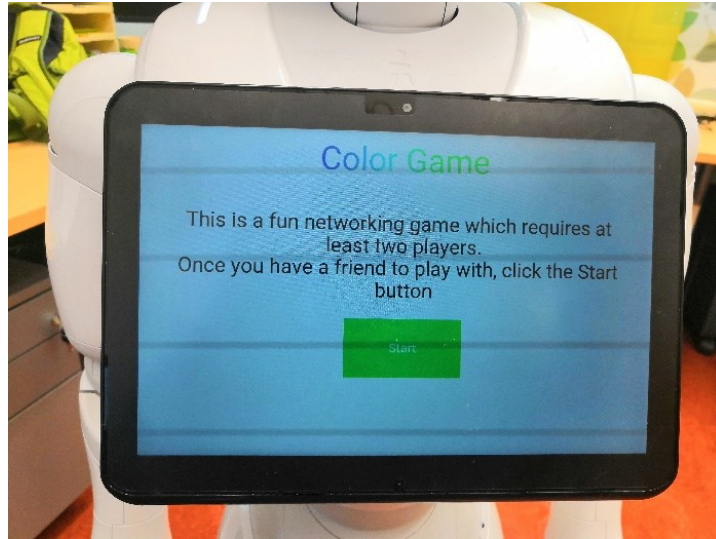 Color Game
This is a fun networking game which requires at
least two players.
Once you have a friend to play with, click the Start
button
Start